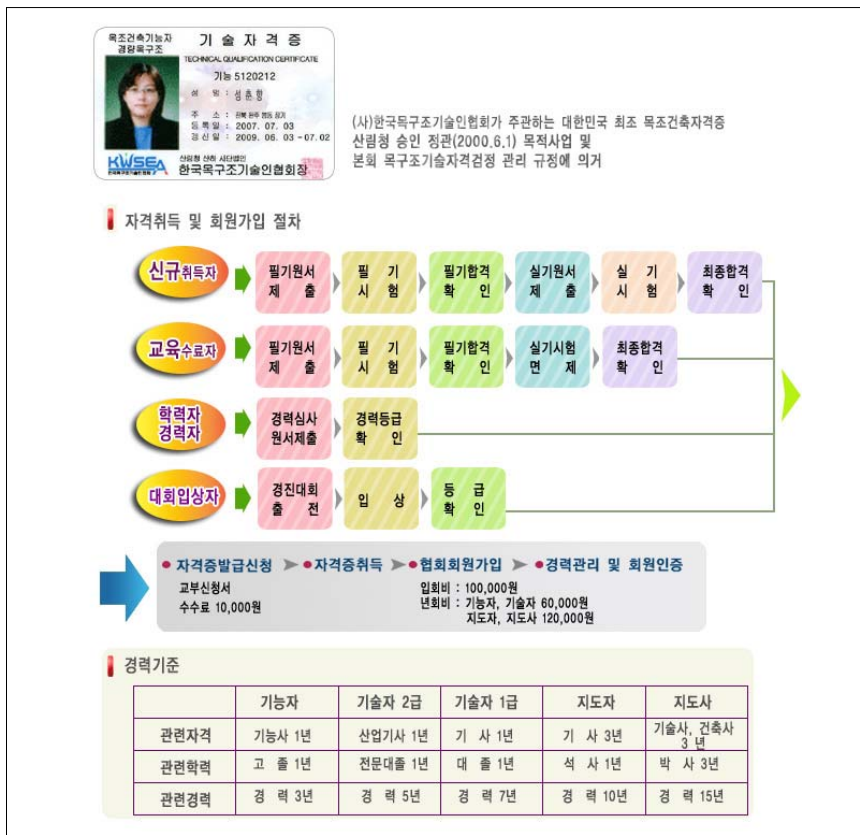 목조건축기능자
경량목구조
기 술 자 격 증
TECHNICAL QUALIFICATION CERTIFICATE
기능 5120212
성 명 : 성춘향
주 소 : 전북 완주 봉동 장기
등 록 일 : 2007. 07. 03
갱 신 일 : 2009. 06. 03 - 07.02
KWSEA
산림청 산하 사단법인
한국목구조기술인협회장
(사)한국목구조기술인협회가 주관하는 대한민국 최조 목조건축자격증
산림청 승인 정관(2000.6.1) 목적사업 및
본회 목구조기술자격검정 관리 규정에 의거
자격취득 및 회원가입 절차
신규취득자
필기원서 제 출
필 기 시 험
필기합격 확 인
실기원서 제 출
실 기 시 험
최종합격 확 인
교육수료자
필기원서 제 출
필 기 시 험
필기합격 확 인
실기시험 면 제
최종합격 확 인
학력자 경력자
경력심사 원서제출
경력등급 확 인
대회입상자
경진대회 출 전
입 상
등 급 확 인
자격증발급신청 자격증취득 협회회원가입 경력관리 및 회원인증
교부신청서
수수료 10,000원
입회비 : 100,000원
년회비 : 기능자, 기술자 60,000원
지도자, 지도사 120,000원
경력기준
기능자 기술자 2급 기술자 1급 지도자 지도사
관련자격 기능사 1년 산업기사 1년 기 사 1년 기 사 3년 기술사, 건축사 3 년
관련학력 고 졸 1년 전문대졸 1년 대 졸 1년 석 사 1년 박 사 3년
관련경력 경 력 3년 경 력 5년 경 력 7년 경 력 10년 경 력 15년